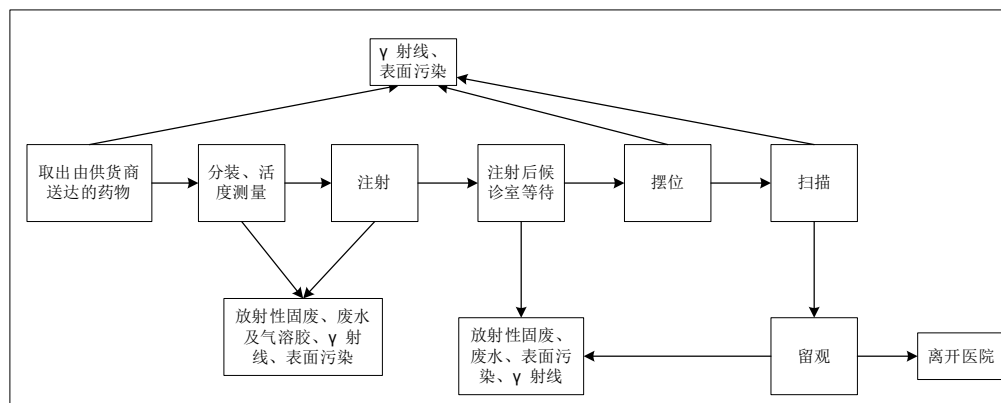 γ 射线、
表面污染
取出由供货商
送达的药物
分装、活
度测量
注射
注射后候
诊室等待
摆位
扫描
放射性固废、废水
及气溶胶、γ 射
线、表面污染
放射性固废、
废水、表面污
染、γ 射线
留观
离开医院